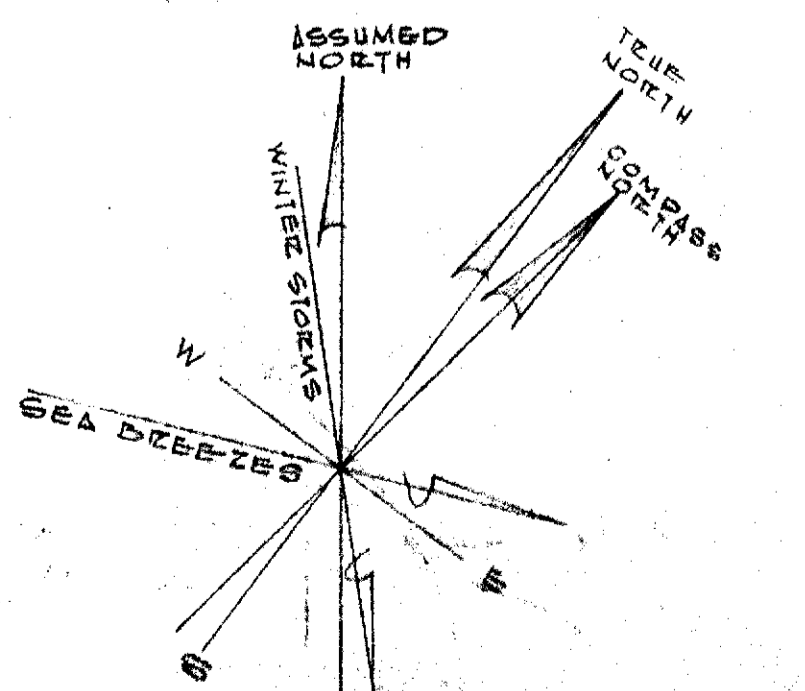 ASSUMED
NORTH
TRUE
NORTH
COMPASS
NORTH
WINTER STORMS
W
SEA BREEZES
E
S